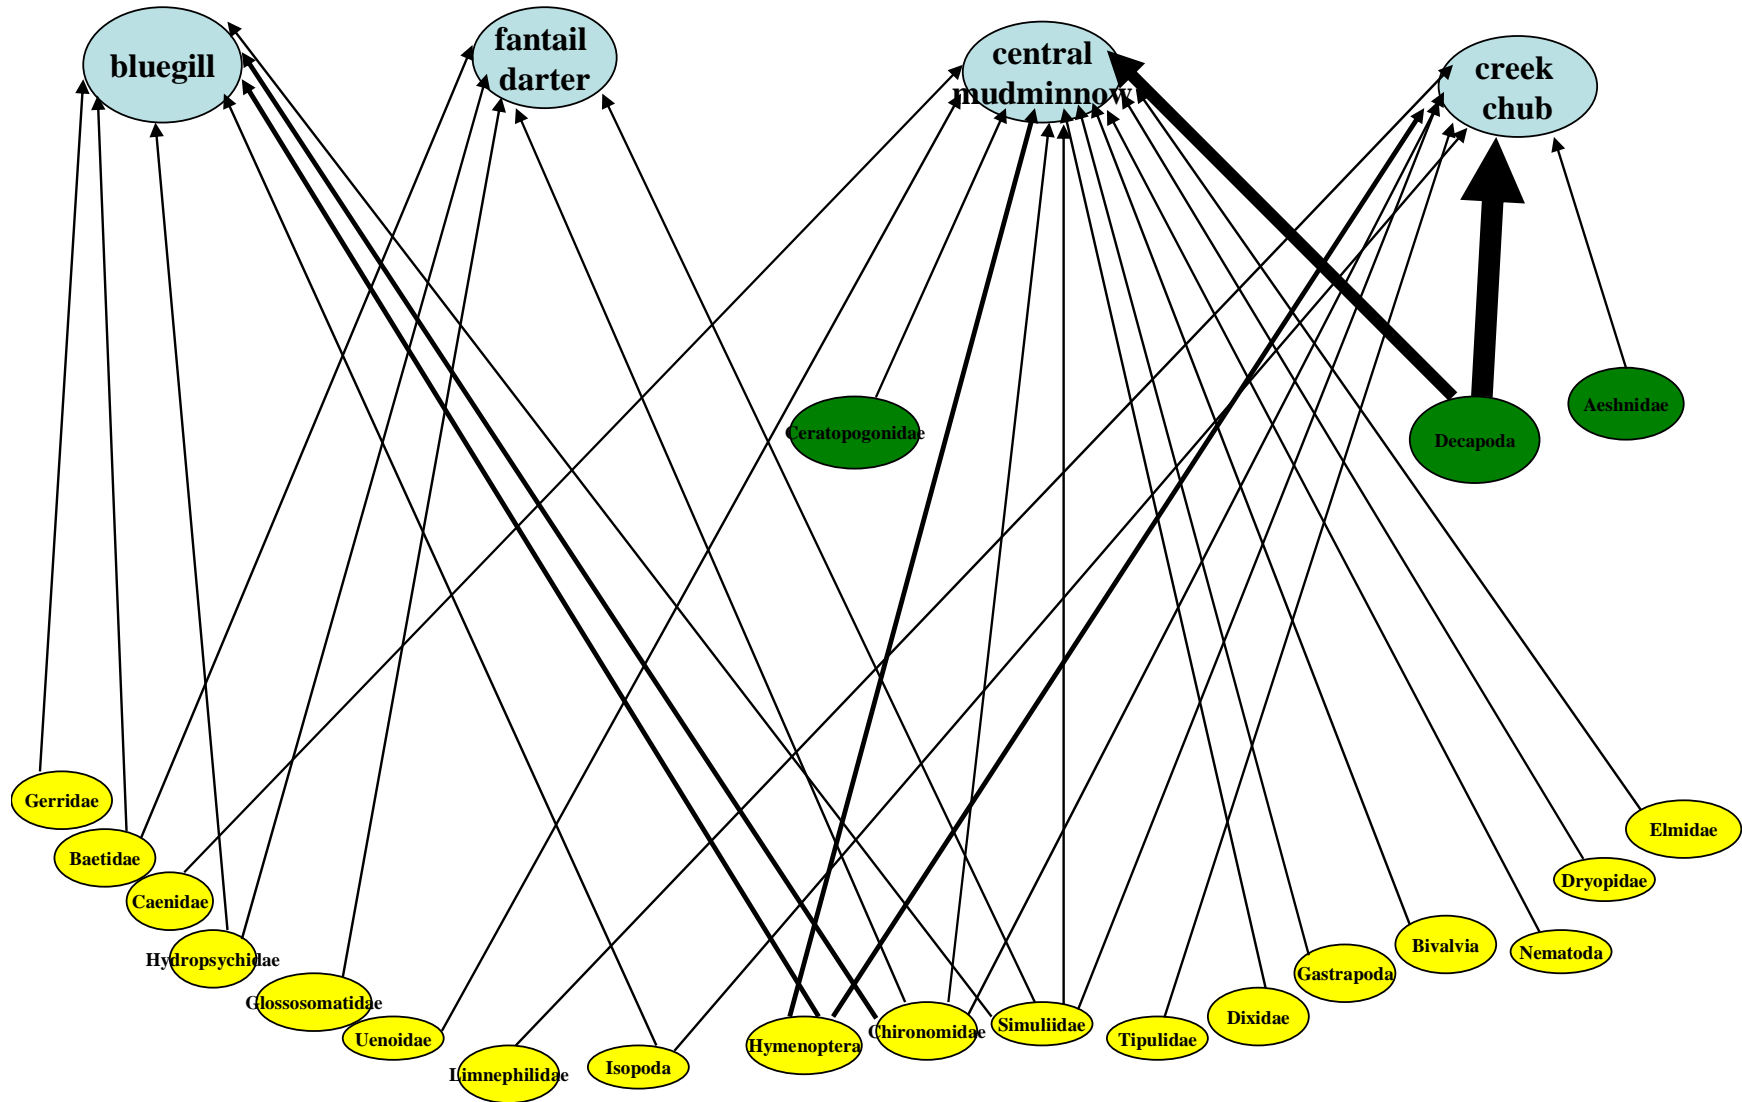 bluegill
fantail
darter
central
mudminnow
creek
chub
Ceratopogonidae
Decapoda
Aeshnidae
Gerridae
Baetidae
Caenidae
Hydropsychidae
Glossosomatidae
Uenoidae
Limnephilidae
Isopoda
Hymenoptera
Chironomidae
Simuliidae
Tipulidae
Dixidae
Gastrapoda
Bivalvia
Nematoda
Dryopidae
Elmidae